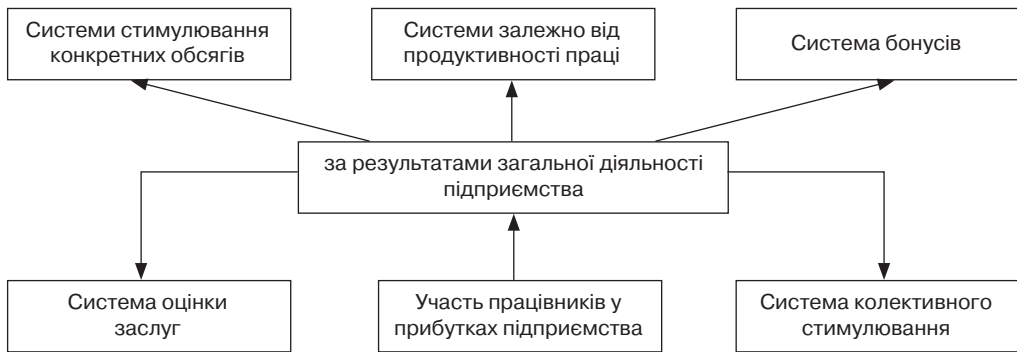 Системи стимулювання
конкретних обсягів
Системи залежно від
продуктивності праці
Система бонусів
за результатами загальної діяльності
підприємства
Система оцінки
заслуг
Участь працівників у
прибутках підприємства
Система колективного
стимулювання